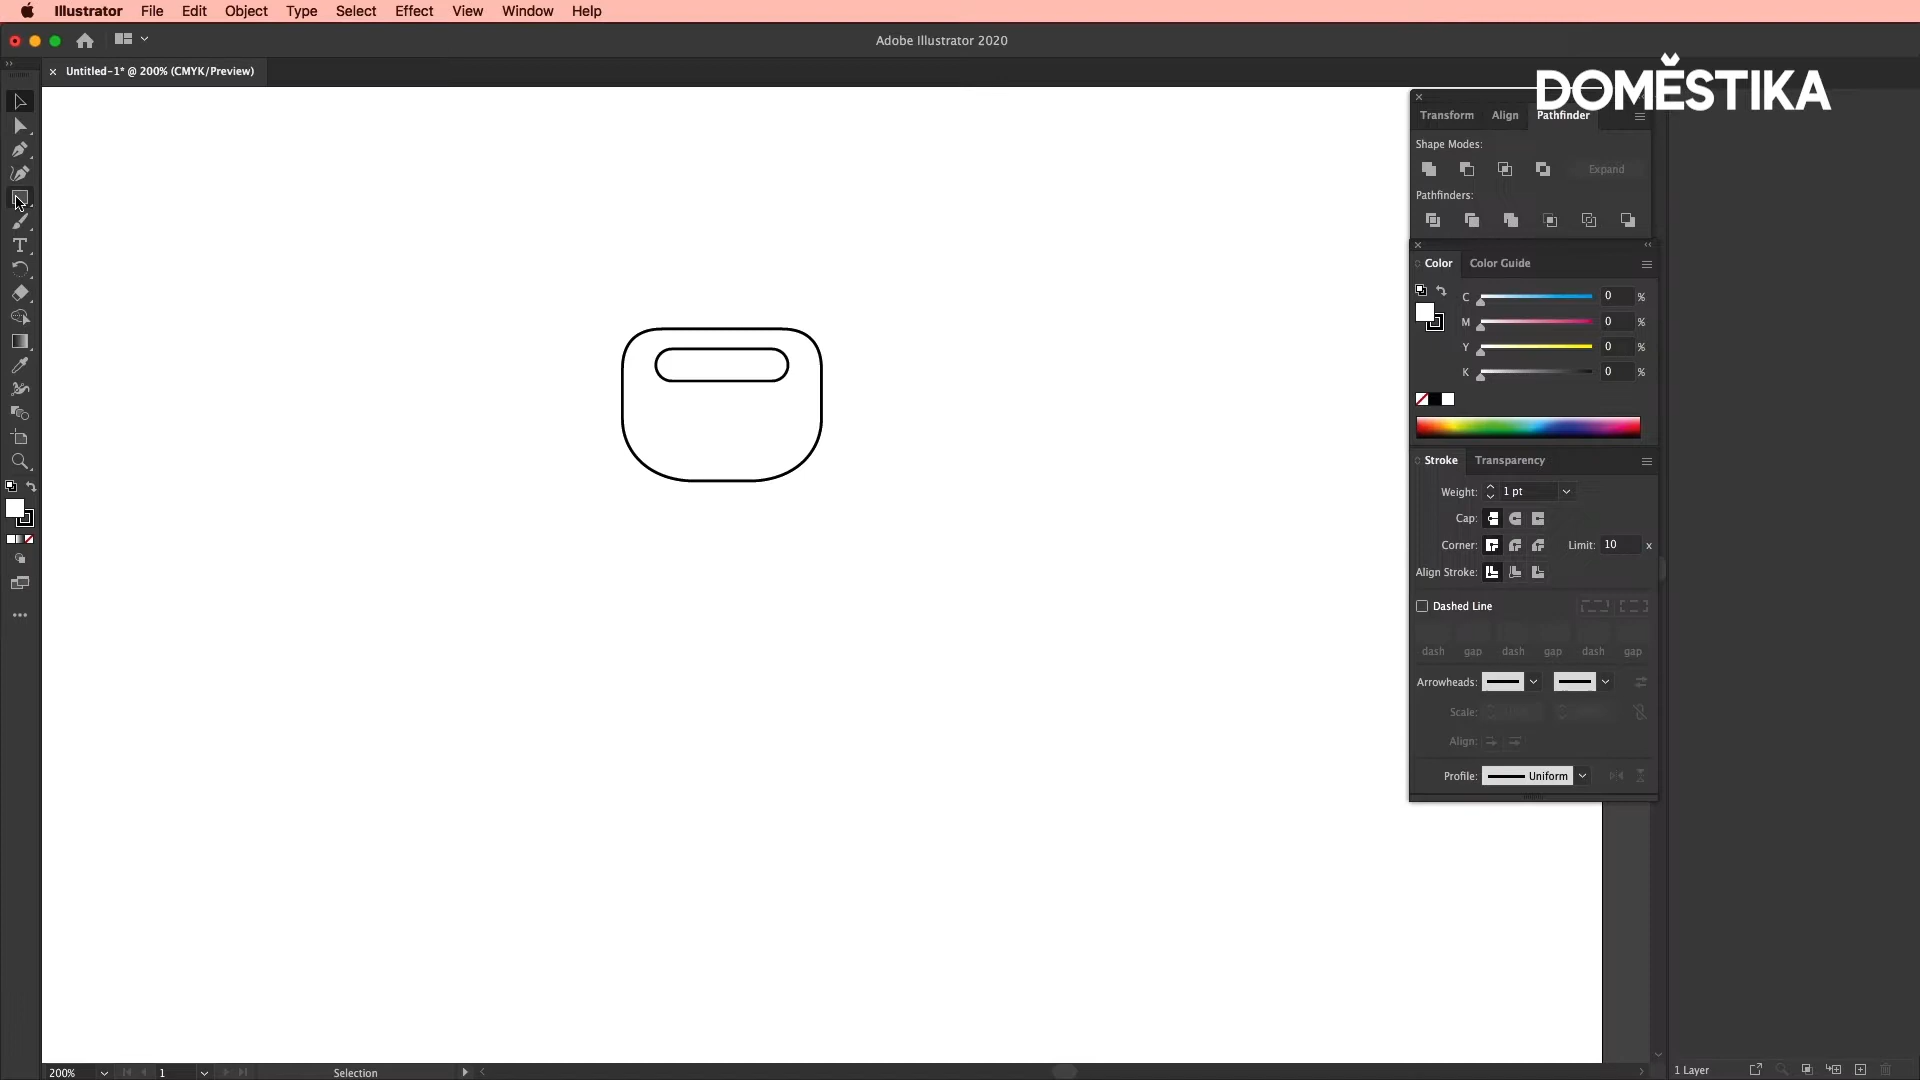 Illustrator File Edit Object Type Select Effect View Window Help
Adobe Illustrator 2020
× Untitled-1* @ 200% (CMYK/Preview)
DOMĚSTIKA
Transform Align Pathfinder
Shape Modes:
Expand
Pathfinders:
Color Color Guide
C 0 %
M 0 %
Y 0 %
K 0 %
Stroke Transparency
Weight: 1 pt
Cap:
Corner: Limit: 10 x
Align Stroke:
Dashed Line
dash gap dash gap dash gap
Arrowheads:
Scale:
Align:
Profile: Uniform
200% 1 Selection
1 Layer